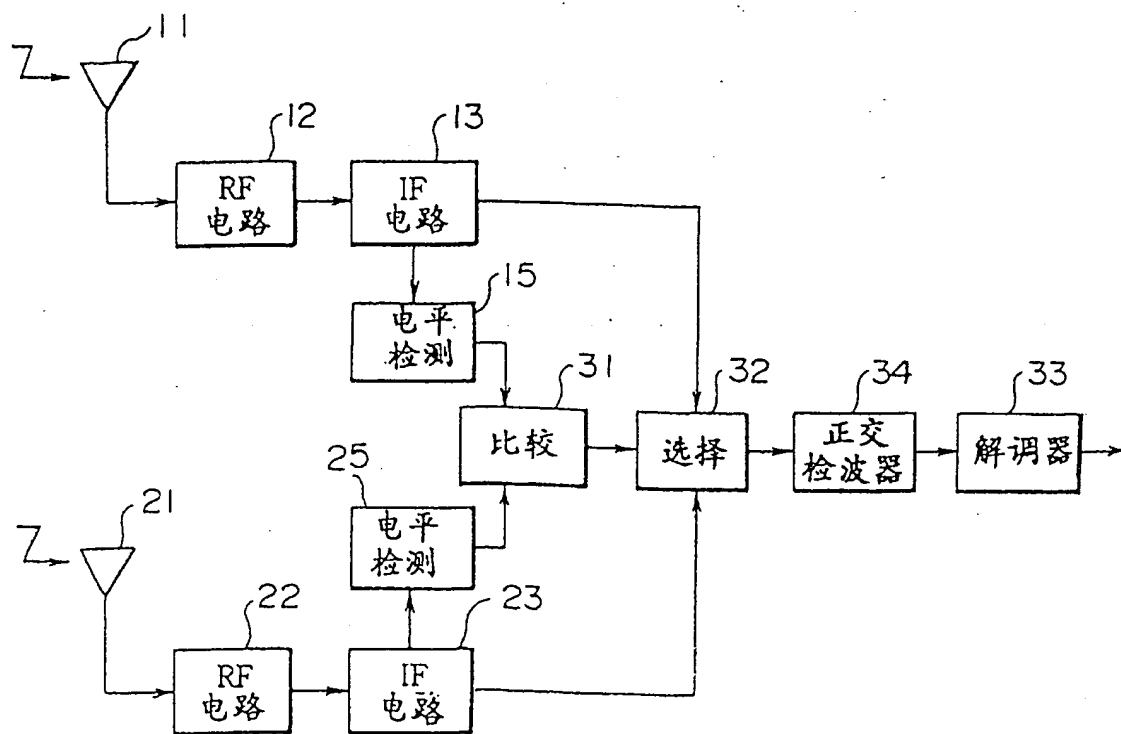 11
12
13
RF
电路
IF
电路
15
电平
检测
31
32
34
33
比较
选择
正交
检波器
解调器
25
电平
检测
21
22
23
RF
电路
IF
电路